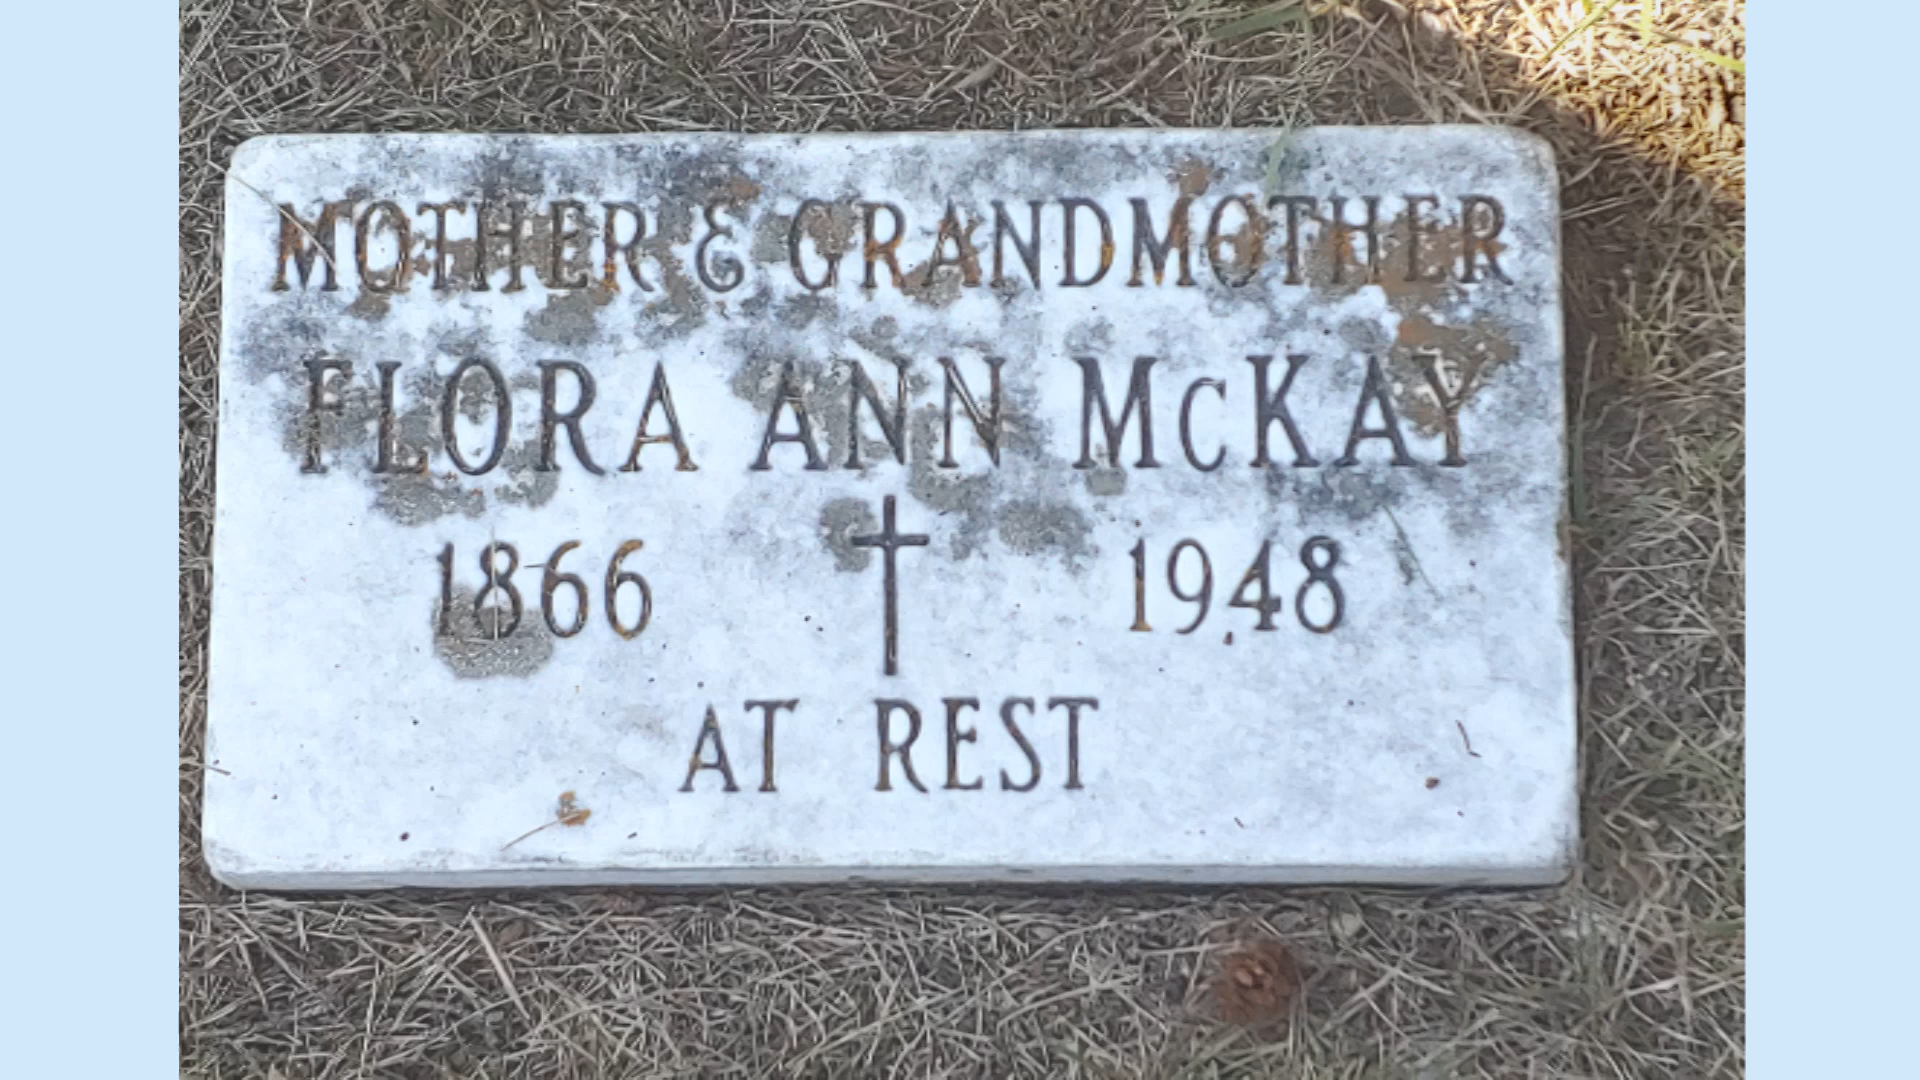 MOTHER & GRANDMOTHER
FLORA ANN McKAY
1866 1948
AT REST